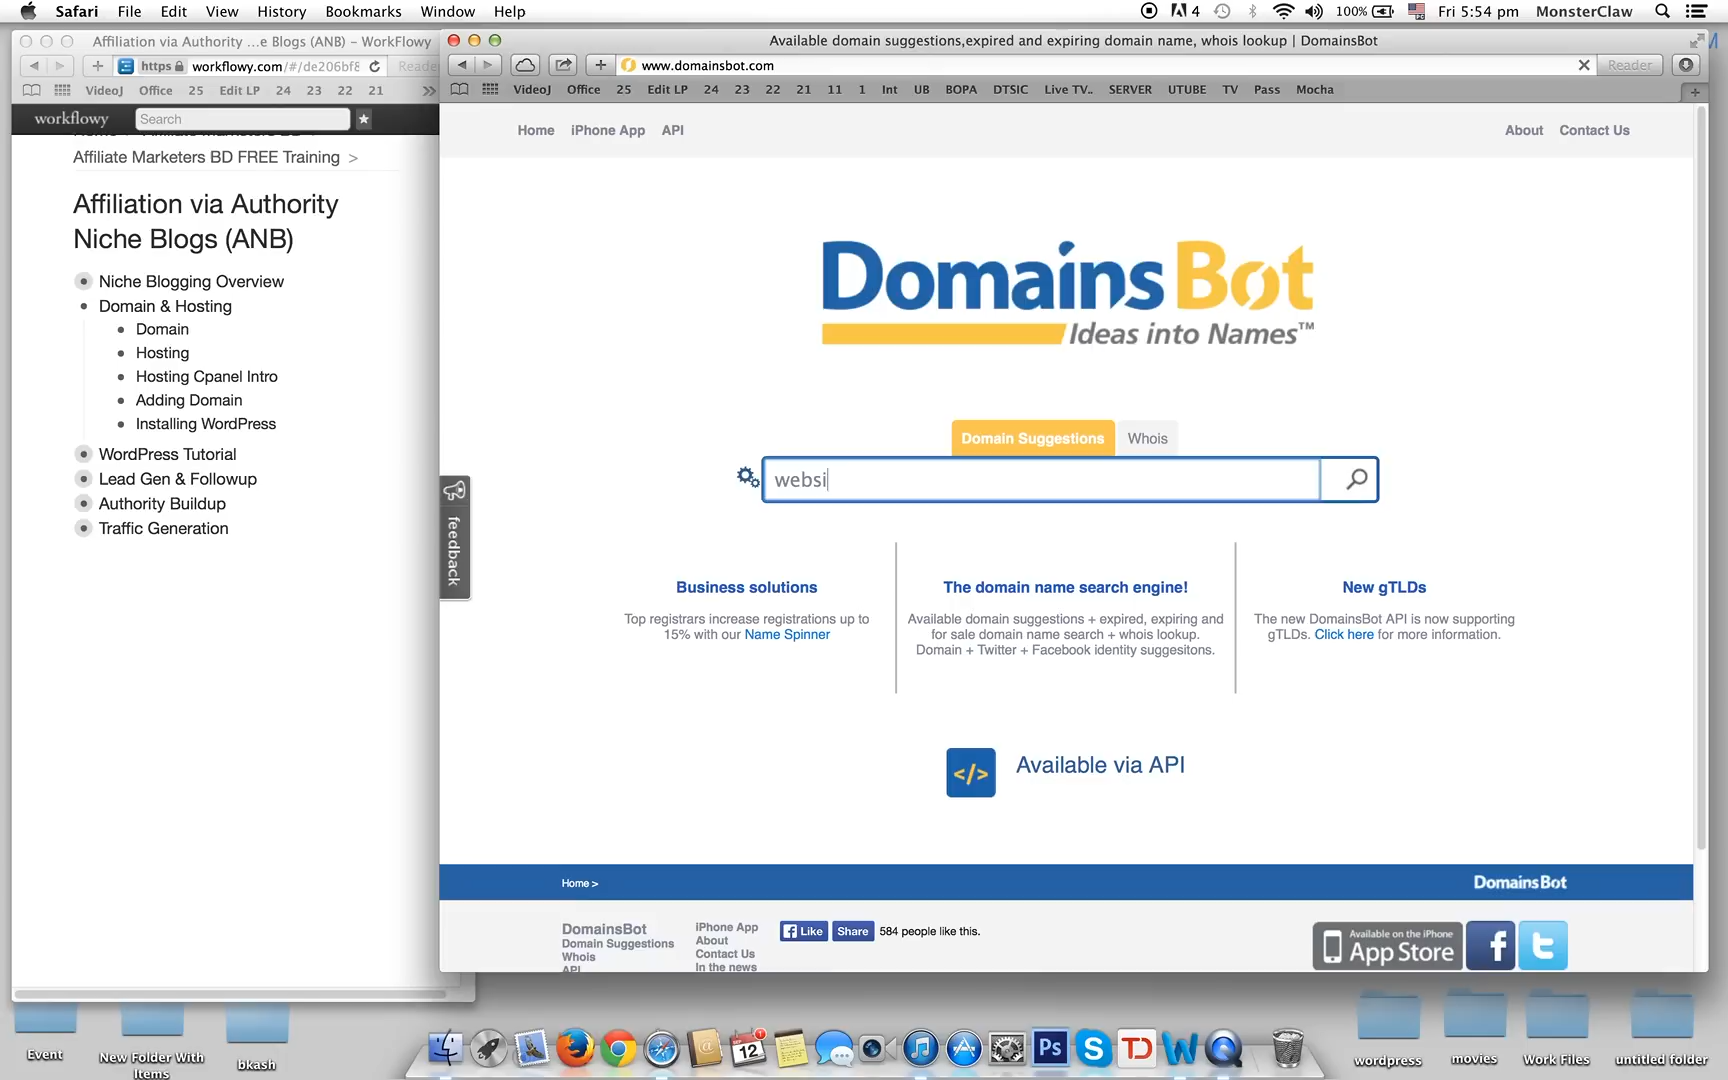 Safari File Edit View History Bookmarks Window Help
4 100% Fri 5:54 pm MonsterClaw
Affiliation via Authority ...e Blogs (ANB) – WorkFlowy
https workflowy.com/#/de206bf8 Reader
VideoJ Office 25 Edit LP 24 23 22 21 »
workflowy Search
Affiliate Marketers BD FREE Training >
Affiliation via Authority
Niche Blogs (ANB)
Niche Blogging Overview
Domain & Hosting
Domain
Hosting
Hosting Cpanel Intro
Adding Domain
Installing WordPress
WordPress Tutorial
Lead Gen & Followup
Authority Buildup
Traffic Generation
Available domain suggestions,expired and expiring domain name, whois lookup | DomainsBot
www.domainsbot.com Reader
VideoJ Office 25 Edit LP 24 23 22 21 11 1 Int UB BOPA DTSIC Live TV.. SERVER UTUBE TV Pass Mocha
Home iPhone App API About Contact Us
DomainsBot
Ideas into Names™
Domain Suggestions Whois
websi
feedback
Business solutions
Top registrars increase registrations up to
15% with our Name Spinner
The domain name search engine!
Available domain suggestions + expired, expiring and
for sale domain name search + whois lookup.
Domain + Twitter + Facebook identity suggesitons.
New gTLDs
The new DomainsBot API is now supporting
gTLDs. Click here for more information.
</> Available via API
Home > DomainsBot
DomainsBot
Domain Suggestions
Whois
API
iPhone App
About
Contact Us
In the news
Like Share 584 people like this.
Available on the iPhone
App Store
Event
New Folder With
Items
bkash
12
1
Ps
wordpress
movies
Work Files
untitled folder